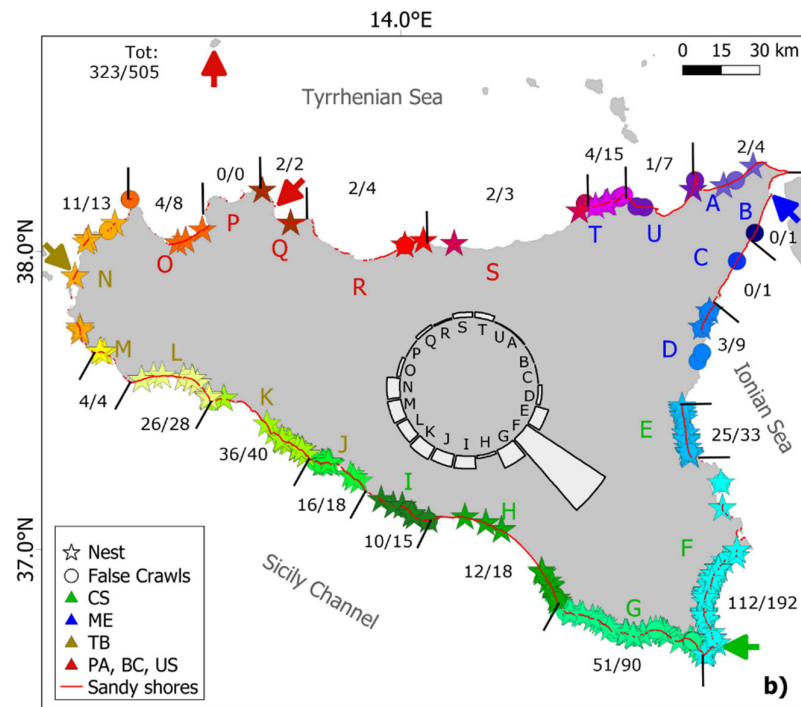 14.0°E
Tot:
323/505
0 15 30 km
Tyrrhenian Sea
0/0
2/2
4/15
1/7
2/4
11/13
4/8
P
2/4
2/3
A
B
T
U
Q
0/1
38.0°N
N
O
R
S
C
0/1
M
L
D
3/9
Ionian Sea
4/4
26/28
K
E
25/33
36/40
J
16/18
I
H
10/15
F
37.0°N
Sicily Channel
12/18
G
112/192
51/90
A B C D E F G H I J K L M N O P Q R S T U
Nest
False Crawls
CS
ME
TB
PA, BC, US
Sandy shores
b)